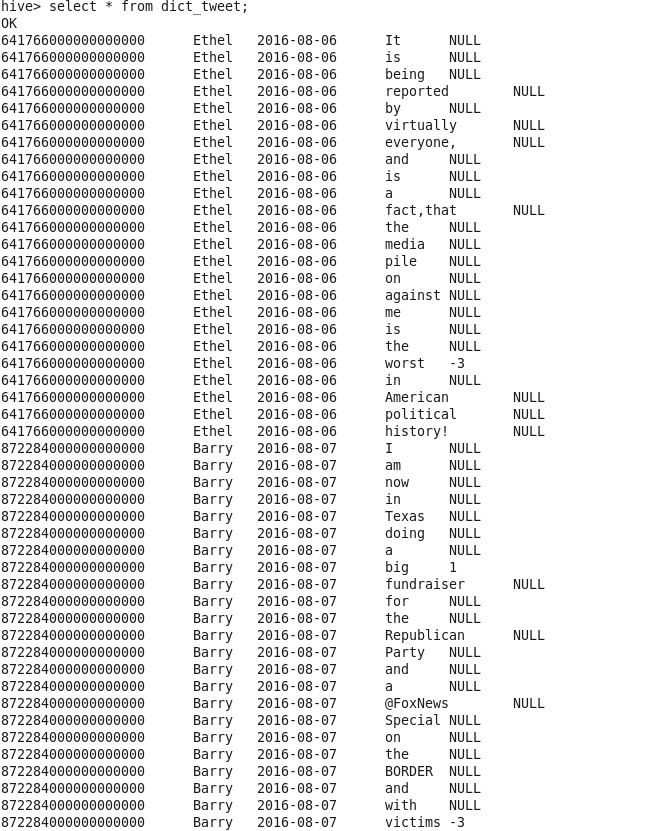 hive> select * from dict_tweet;
OK
641766000000000000 Ethel 2016-08-06 It NULL
641766000000000000 Ethel 2016-08-06 is NULL
641766000000000000 Ethel 2016-08-06 being NULL
641766000000000000 Ethel 2016-08-06 reported NULL
641766000000000000 Ethel 2016-08-06 by NULL
641766000000000000 Ethel 2016-08-06 virtually NULL
641766000000000000 Ethel 2016-08-06 everyone, NULL
641766000000000000 Ethel 2016-08-06 and NULL
641766000000000000 Ethel 2016-08-06 is NULL
641766000000000000 Ethel 2016-08-06 a NULL
641766000000000000 Ethel 2016-08-06 fact,that NULL
641766000000000000 Ethel 2016-08-06 the NULL
641766000000000000 Ethel 2016-08-06 media NULL
641766000000000000 Ethel 2016-08-06 pile NULL
641766000000000000 Ethel 2016-08-06 on NULL
641766000000000000 Ethel 2016-08-06 against NULL
641766000000000000 Ethel 2016-08-06 me NULL
641766000000000000 Ethel 2016-08-06 is NULL
641766000000000000 Ethel 2016-08-06 the NULL
641766000000000000 Ethel 2016-08-06 worst -3
641766000000000000 Ethel 2016-08-06 in NULL
641766000000000000 Ethel 2016-08-06 American NULL
641766000000000000 Ethel 2016-08-06 political NULL
641766000000000000 Ethel 2016-08-06 history! NULL
872284000000000000 Barry 2016-08-07 I NULL
872284000000000000 Barry 2016-08-07 am NULL
872284000000000000 Barry 2016-08-07 now NULL
872284000000000000 Barry 2016-08-07 in NULL
872284000000000000 Barry 2016-08-07 Texas NULL
872284000000000000 Barry 2016-08-07 doing NULL
872284000000000000 Barry 2016-08-07 a NULL
872284000000000000 Barry 2016-08-07 big 1
872284000000000000 Barry 2016-08-07 fundraiser NULL
872284000000000000 Barry 2016-08-07 for NULL
872284000000000000 Barry 2016-08-07 the NULL
872284000000000000 Barry 2016-08-07 Republican NULL
872284000000000000 Barry 2016-08-07 Party NULL
872284000000000000 Barry 2016-08-07 and NULL
872284000000000000 Barry 2016-08-07 a NULL
872284000000000000 Barry 2016-08-07 @FoxNews NULL
872284000000000000 Barry 2016-08-07 Special NULL
872284000000000000 Barry 2016-08-07 on NULL
872284000000000000 Barry 2016-08-07 the NULL
872284000000000000 Barry 2016-08-07 BORDER NULL
872284000000000000 Barry 2016-08-07 and NULL
872284000000000000 Barry 2016-08-07 with NULL
872284000000000000 Barry 2016-08-07 victims -3